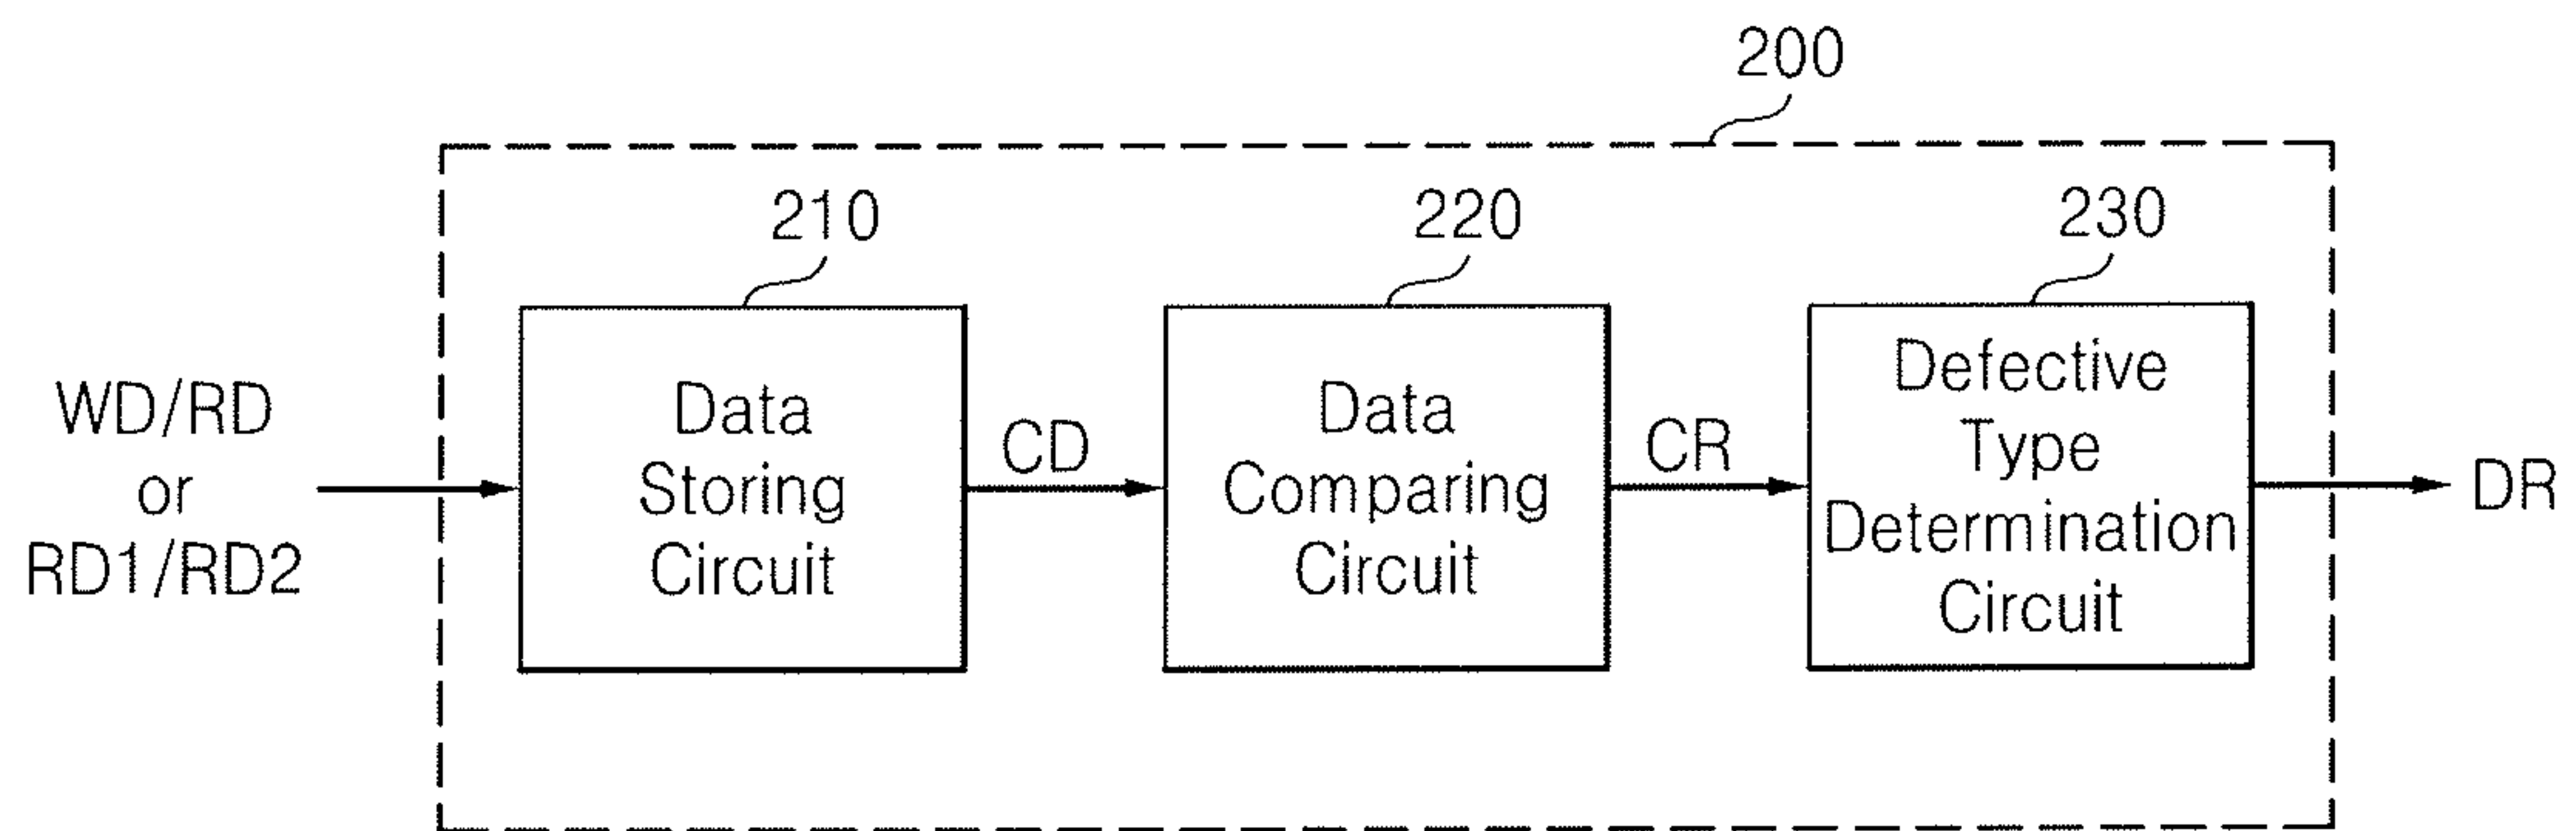 200
210
220
230
WD/RD
or
RD1/RD2
Data
Storing
Circuit
CD
Data
Comparing
Circuit
CR
Defective
Type
Determination
Circuit
DR